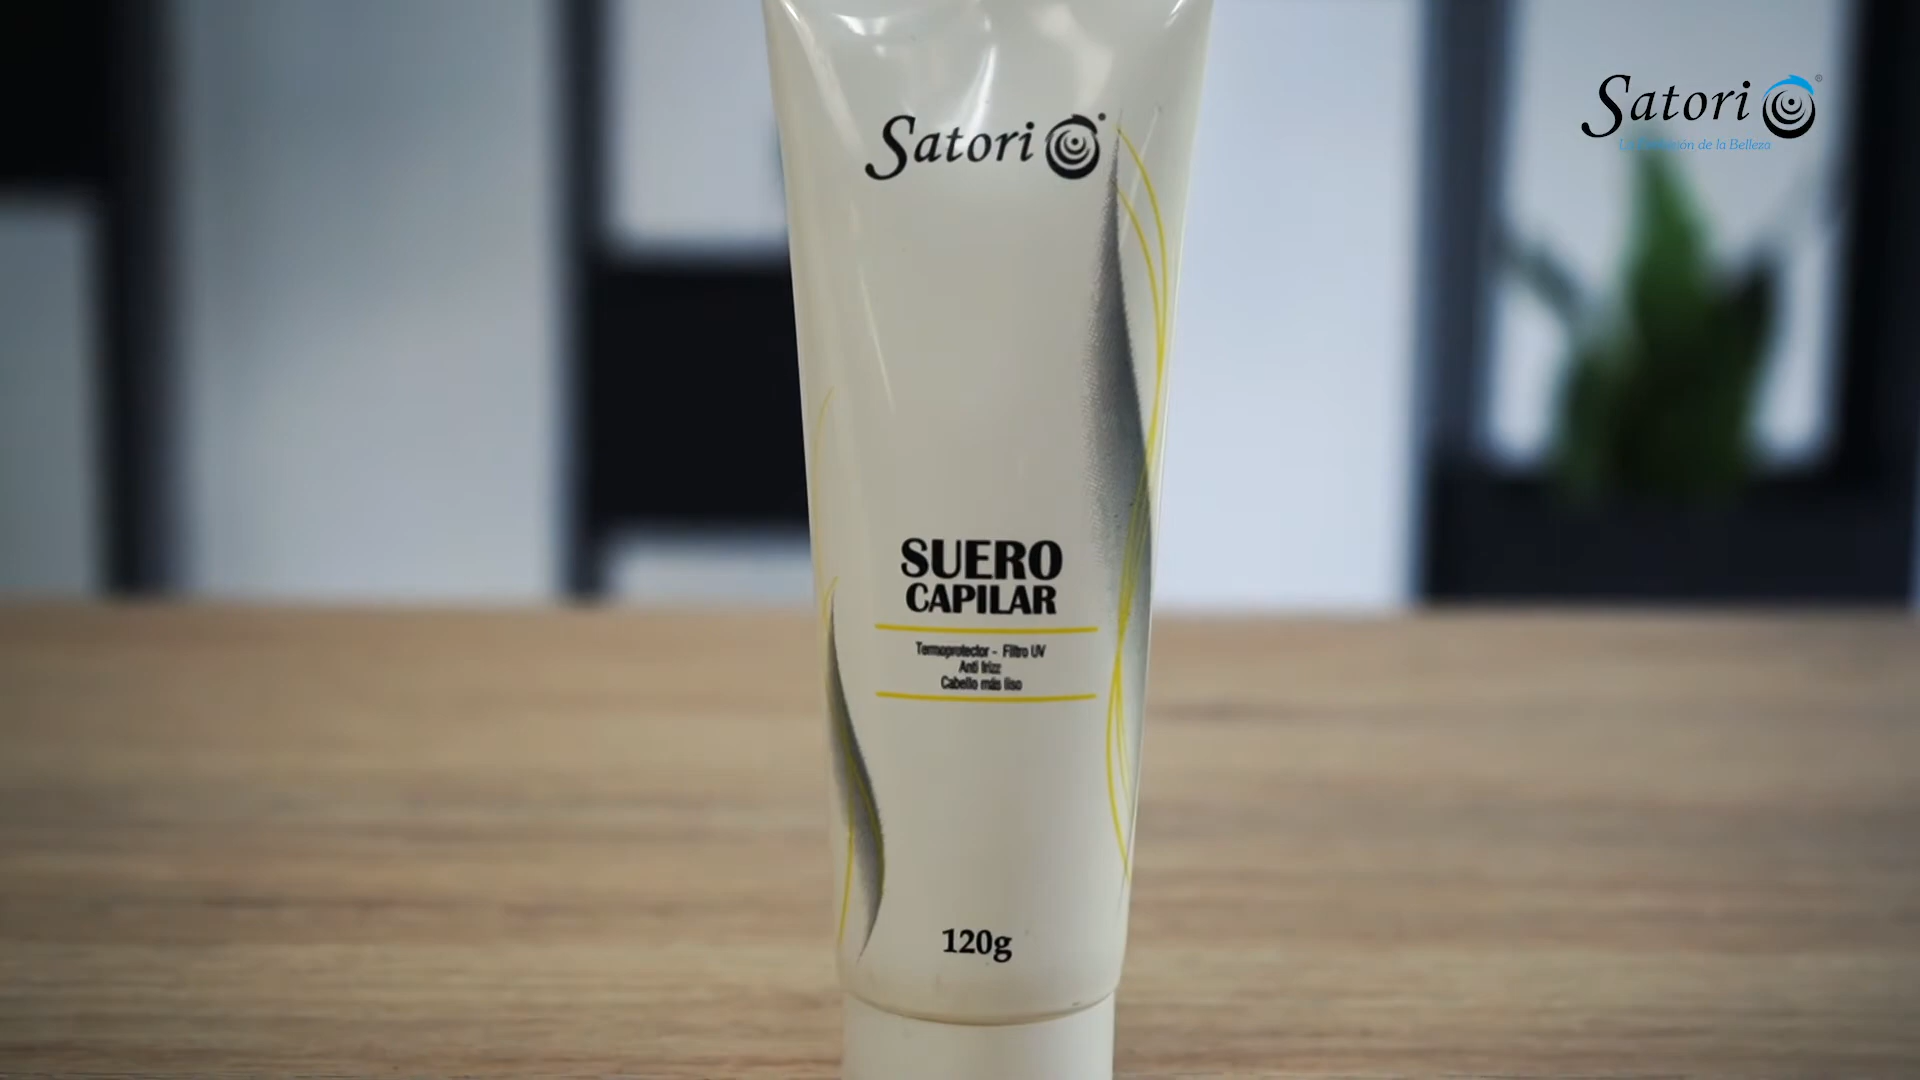 Satori
SUERO
CAPILAR
Termoprotector - Filtro UV
Anti frizz
Cabello más liso
120g
Satori ®
de la Belleza